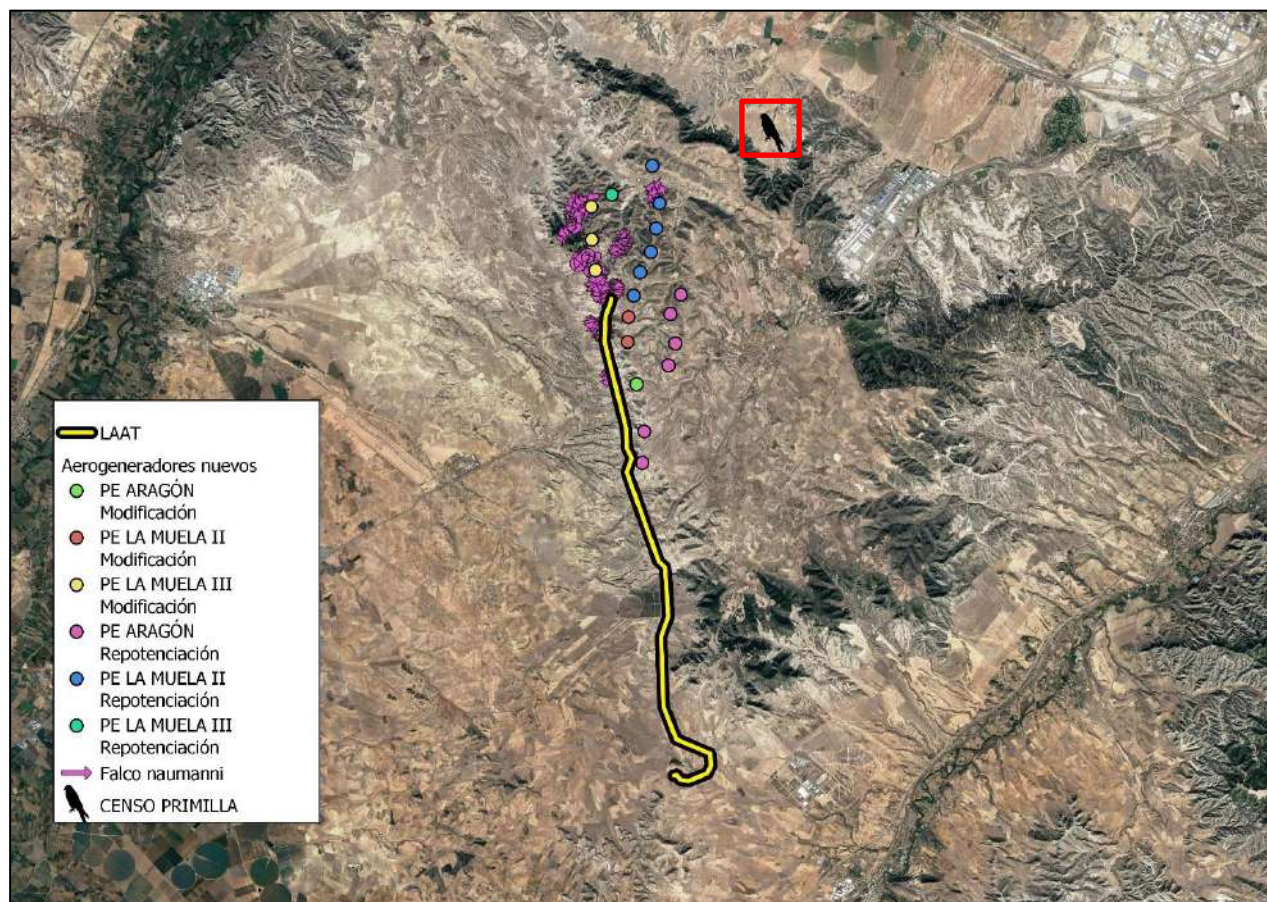 LAAT
Aerogeneradores nuevos
PE ARAGÓN
Modificación
PE LA MUELA II
Modificación
PE LA MUELA III
Modificación
PE ARAGÓN
Repotenciación
PE LA MUELA II
Repotenciación
PE LA MUELA III
Repotenciación
Falco naumanni
CENSO PRIMILLA